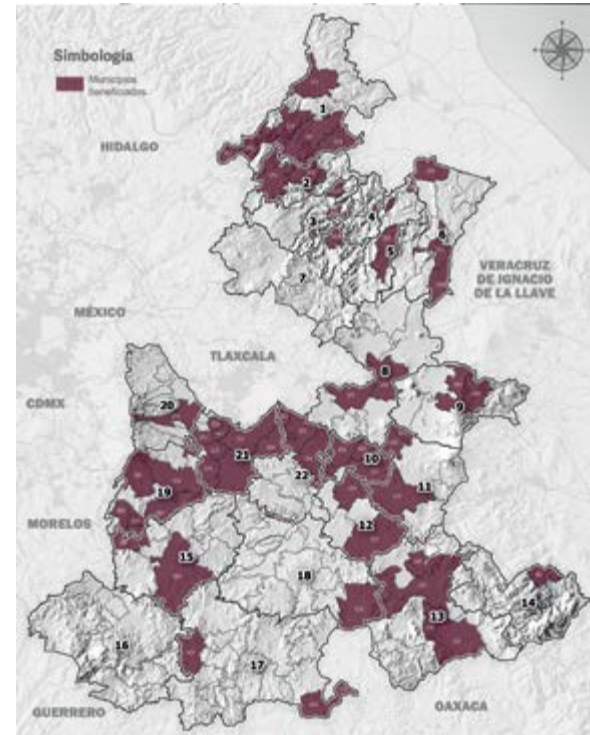 Simbología
Municipios
beneficiados
HIDALGO
1
2
3
4
5
6
7
VERACRUZ
DE IGNACIO
DE LA LLAVE
MÉXICO
TLAXCALA
8
CDMX
9
20
21
10
22
11
19
MORELOS
12
15
18
14
13
16
17
GUERRERO
OAXACA